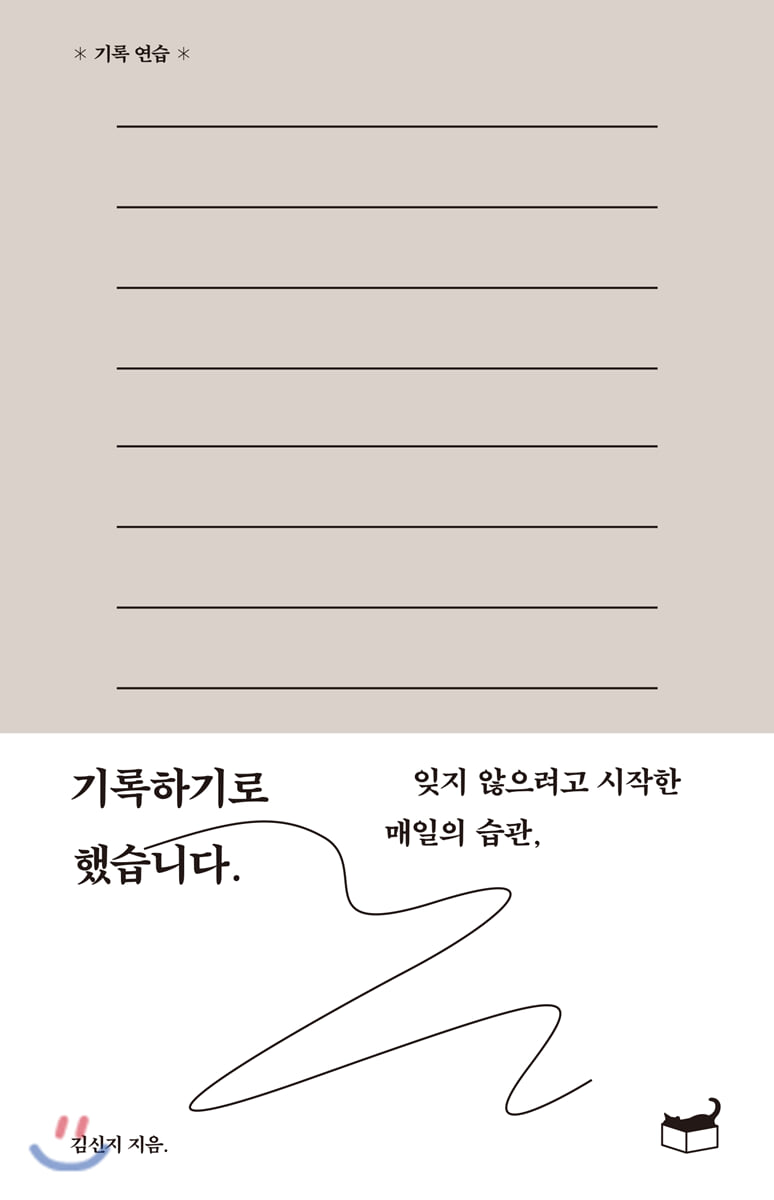 * 기록 연습 *
기록하기로
했습니다.
잊지 않으려고 시작한
매일의 습관,
김신지 지음.